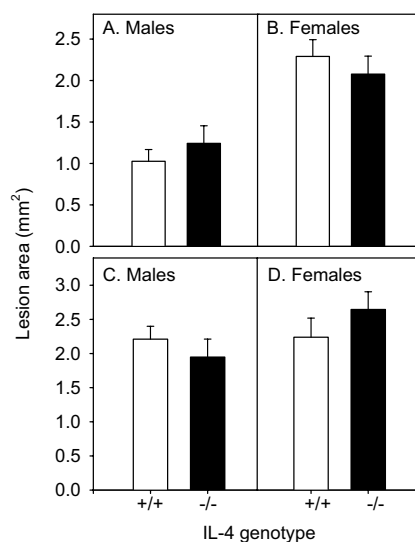 A. Males
B. Females
2.5
2.0
1.5
1.0
0.5
0.0
Lesion area (mm²)
C. Males
D. Females
3.0
2.5
2.0
1.5
1.0
0.5
0.0
+/+
-/-
+/+
-/-
IL-4 genotype